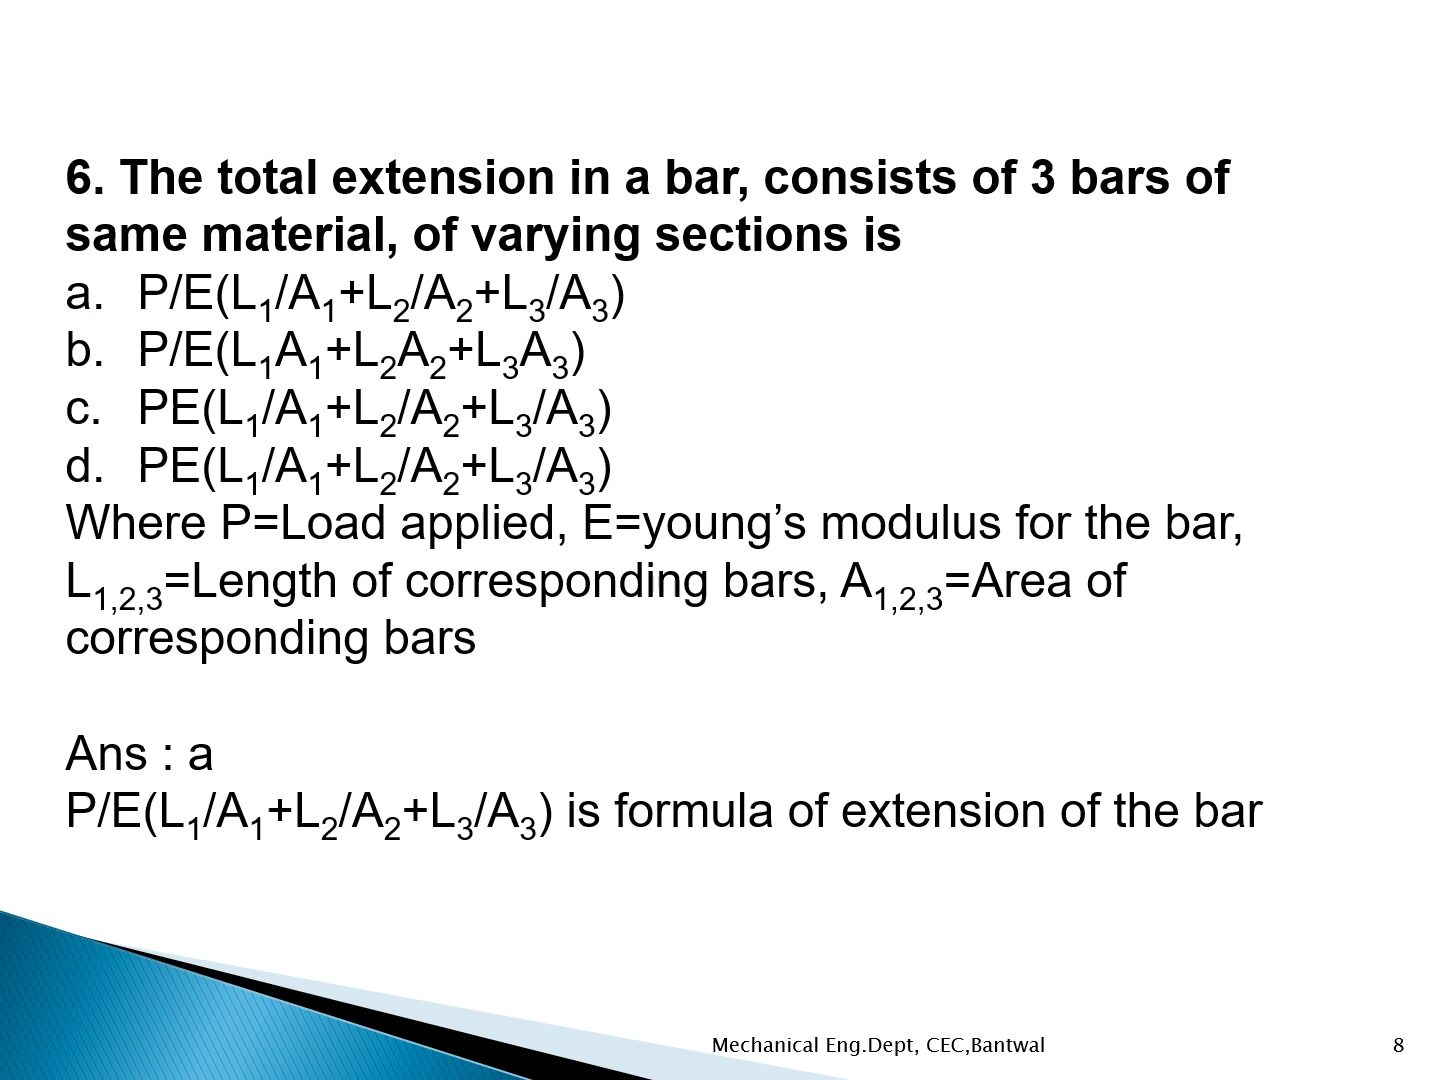 6. The total extension in a bar, consists of 3 bars of
same material, of varying sections is
a. P/E(L₁/A₁+L₂/A₂+L₃/A₃)
b. P/E(L₁A₁+L₂A₂+L₃A₃)
c. PE(L₁/A₁+L₂/A₂+L₃/A₃)
d. PE(L₁/A₁+L₂/A₂+L₃/A₃)
Where P=Load applied, E=young’s modulus for the bar,
L₁,₂,₃=Length of corresponding bars, A₁,₂,₃=Area of
corresponding bars
Ans : a
P/E(L₁/A₁+L₂/A₂+L₃/A₃) is formula of extension of the bar
Mechanical Eng.Dept, CEC,Bantwal 8